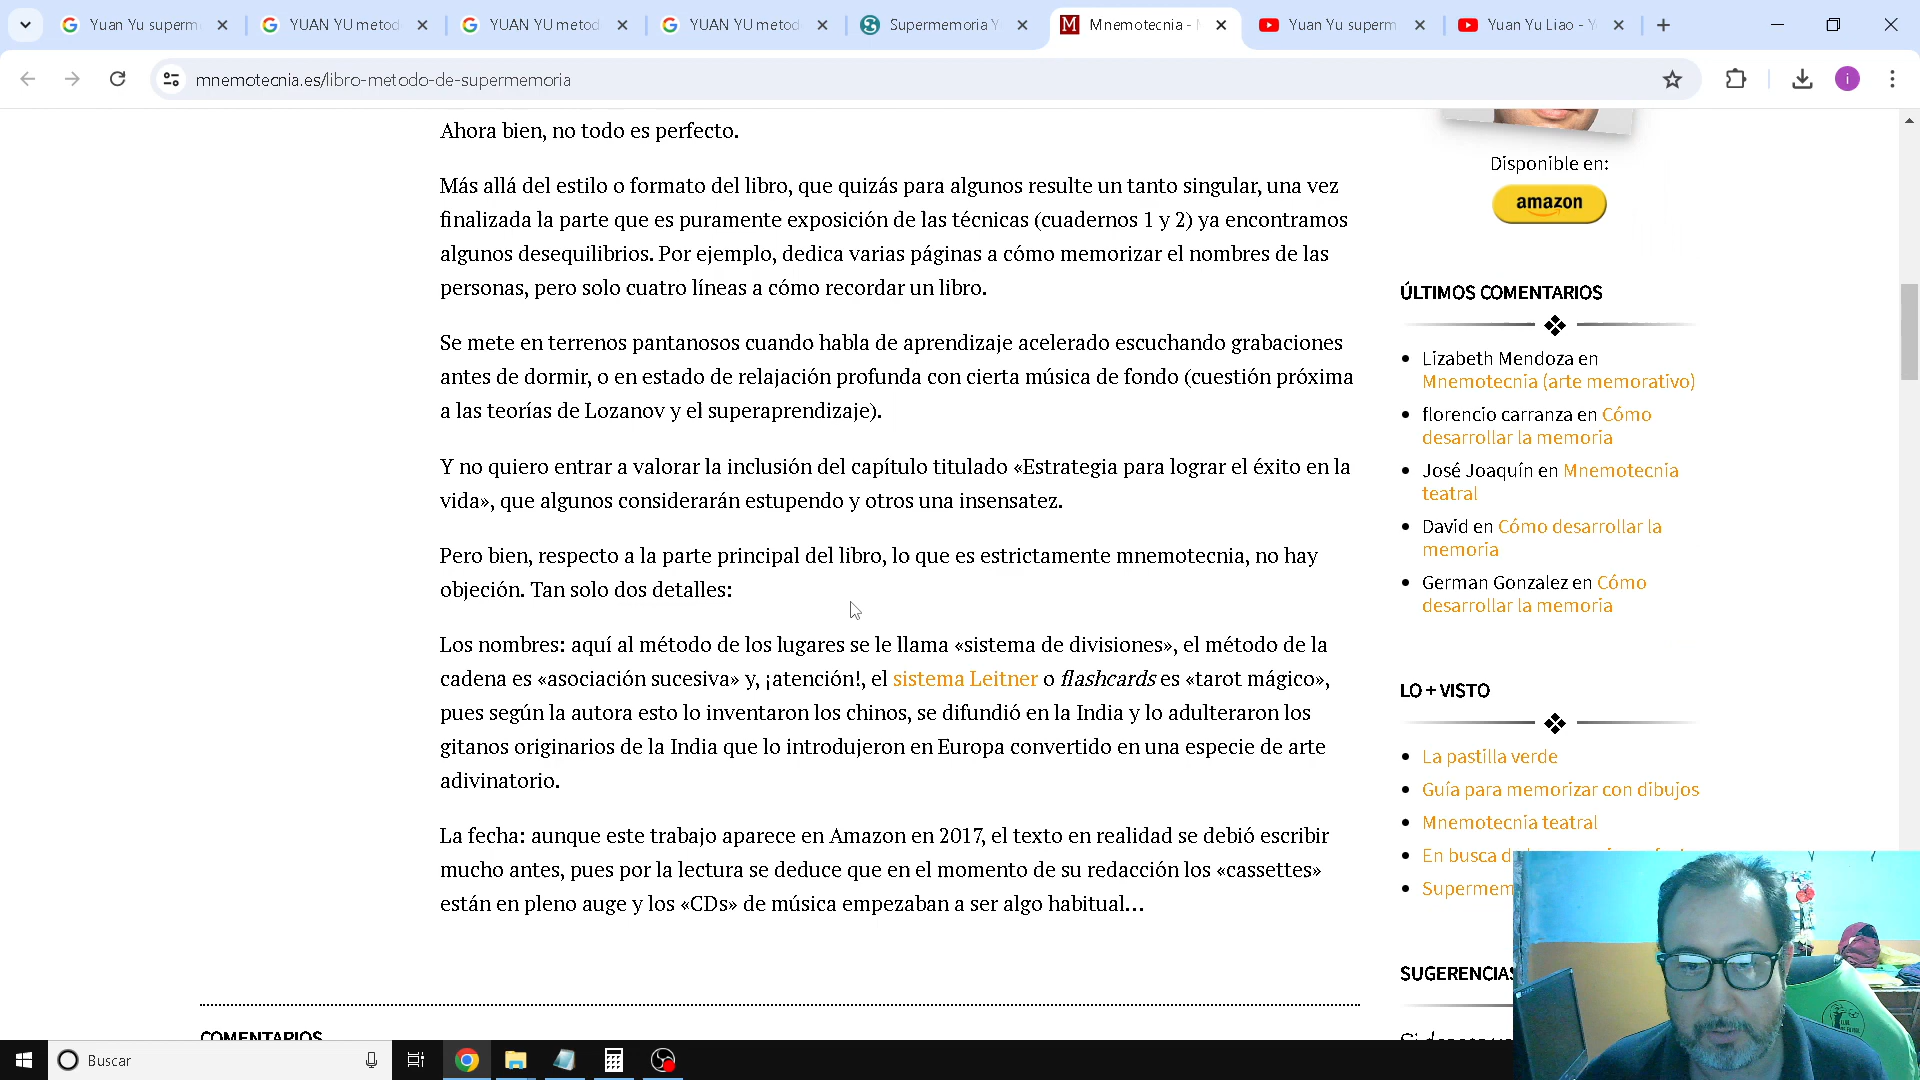 Yuan Yu superm
YUAN YU metod
YUAN YU metod
YUAN YU metod
Supermemoria Y
Mnemotecnia -
Yuan Yu superm
Yuan Yu Liao - Y
mnemotecnia.es/libro-metodo-de-supermemoria
i
Ahora bien, no todo es perfecto.
Más allá del estilo o formato del libro, que quizás para algunos resulte un tanto singular, una vez
finalizada la parte que es puramente exposición de las técnicas (cuadernos 1 y 2) ya encontramos
algunos desequilibrios. Por ejemplo, dedica varias páginas a cómo memorizar el nombres de las
personas, pero solo cuatro líneas a cómo recordar un libro.
Se mete en terrenos pantanosos cuando habla de aprendizaje acelerado escuchando grabaciones
antes de dormir, o en estado de relajación profunda con cierta música de fondo (cuestión próxima
a las teorías de Lozanov y el superaprendizaje).
Y no quiero entrar a valorar la inclusión del capítulo titulado «Estrategia para lograr el éxito en la
vida», que algunos considerarán estupendo y otros una insensatez.
Pero bien, respecto a la parte principal del libro, lo que es estrictamente mnemotecnia, no hay
objeción. Tan solo dos detalles:
Los nombres: aquí al método de los lugares se le llama «sistema de divisiones», el método de la
cadena es «asociación sucesiva» y, ¡atención!, el sistema Leitner o flashcards es «tarot mágico»,
pues según la autora esto lo inventaron los chinos, se difundió en la India y lo adulteraron los
gitanos originarios de la India que lo introdujeron en Europa convertido en una especie de arte
adivinatorio.
La fecha: aunque este trabajo aparece en Amazon en 2017, el texto en realidad se debió escribir
mucho antes, pues por la lectura se deduce que en el momento de su redacción los «cassettes»
están en pleno auge y los «CDs» de música empezaban a ser algo habitual…
COMENTARIOS
Disponible en:
amazon
ÚLTIMOS COMENTARIOS
Lizabeth Mendoza en
Mnemotecnia (arte memorativo)
florencio carranza en Cómo
desarrollar la memoria
José Joaquín en Mnemotecnia
teatral
David en Cómo desarrollar la
memoria
German Gonzalez en Cómo
desarrollar la memoria
LO + VISTO
La pastilla verde
Guía para memorizar con dibujos
Mnemotecnia teatral
En busca d
Supermem
SUGERENCIAS
Buscar